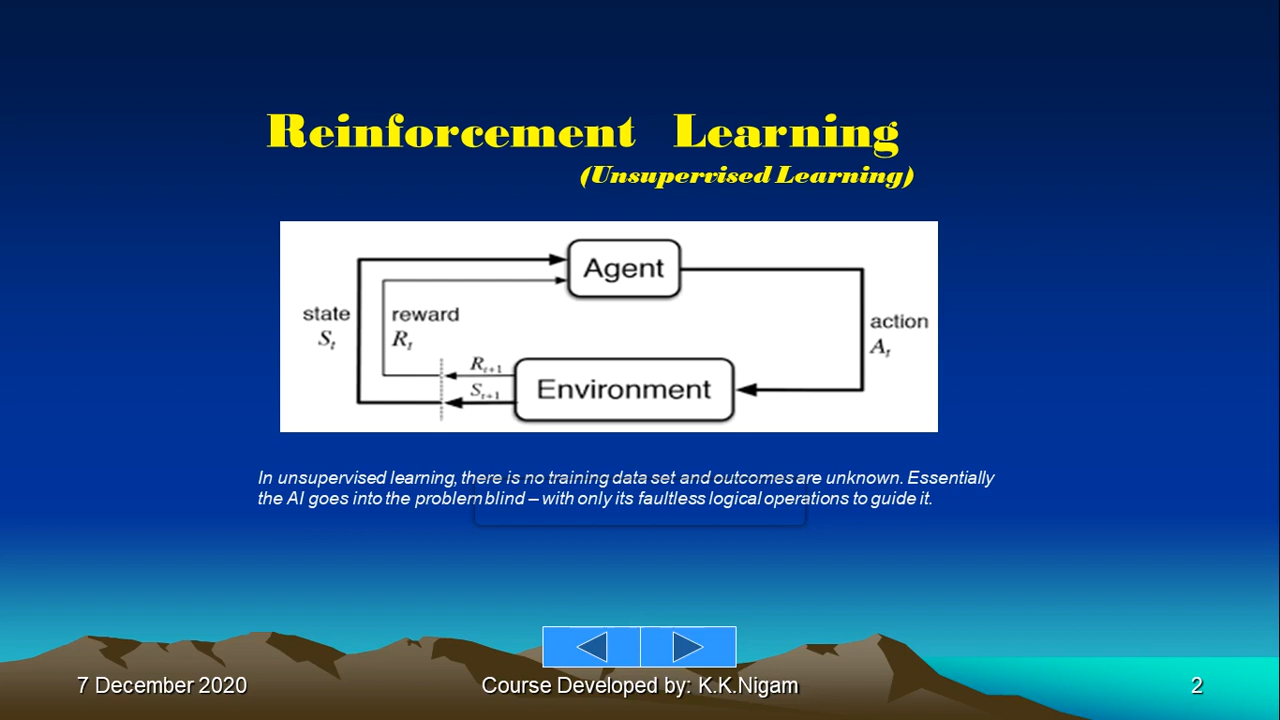 Reinforcement Learning
(Unsupervised Learning)
Agent
state
S_t
reward
R_t
action
A_t
R_{t+1}
S_{t+1}
Environment
In unsupervised learning, there is no training data set and outcomes are unknown. Essentially
the AI goes into the problem blind – with only its faultless logical operations to guide it.
7 December 2020
Course Developed by: K.K.Nigam
2